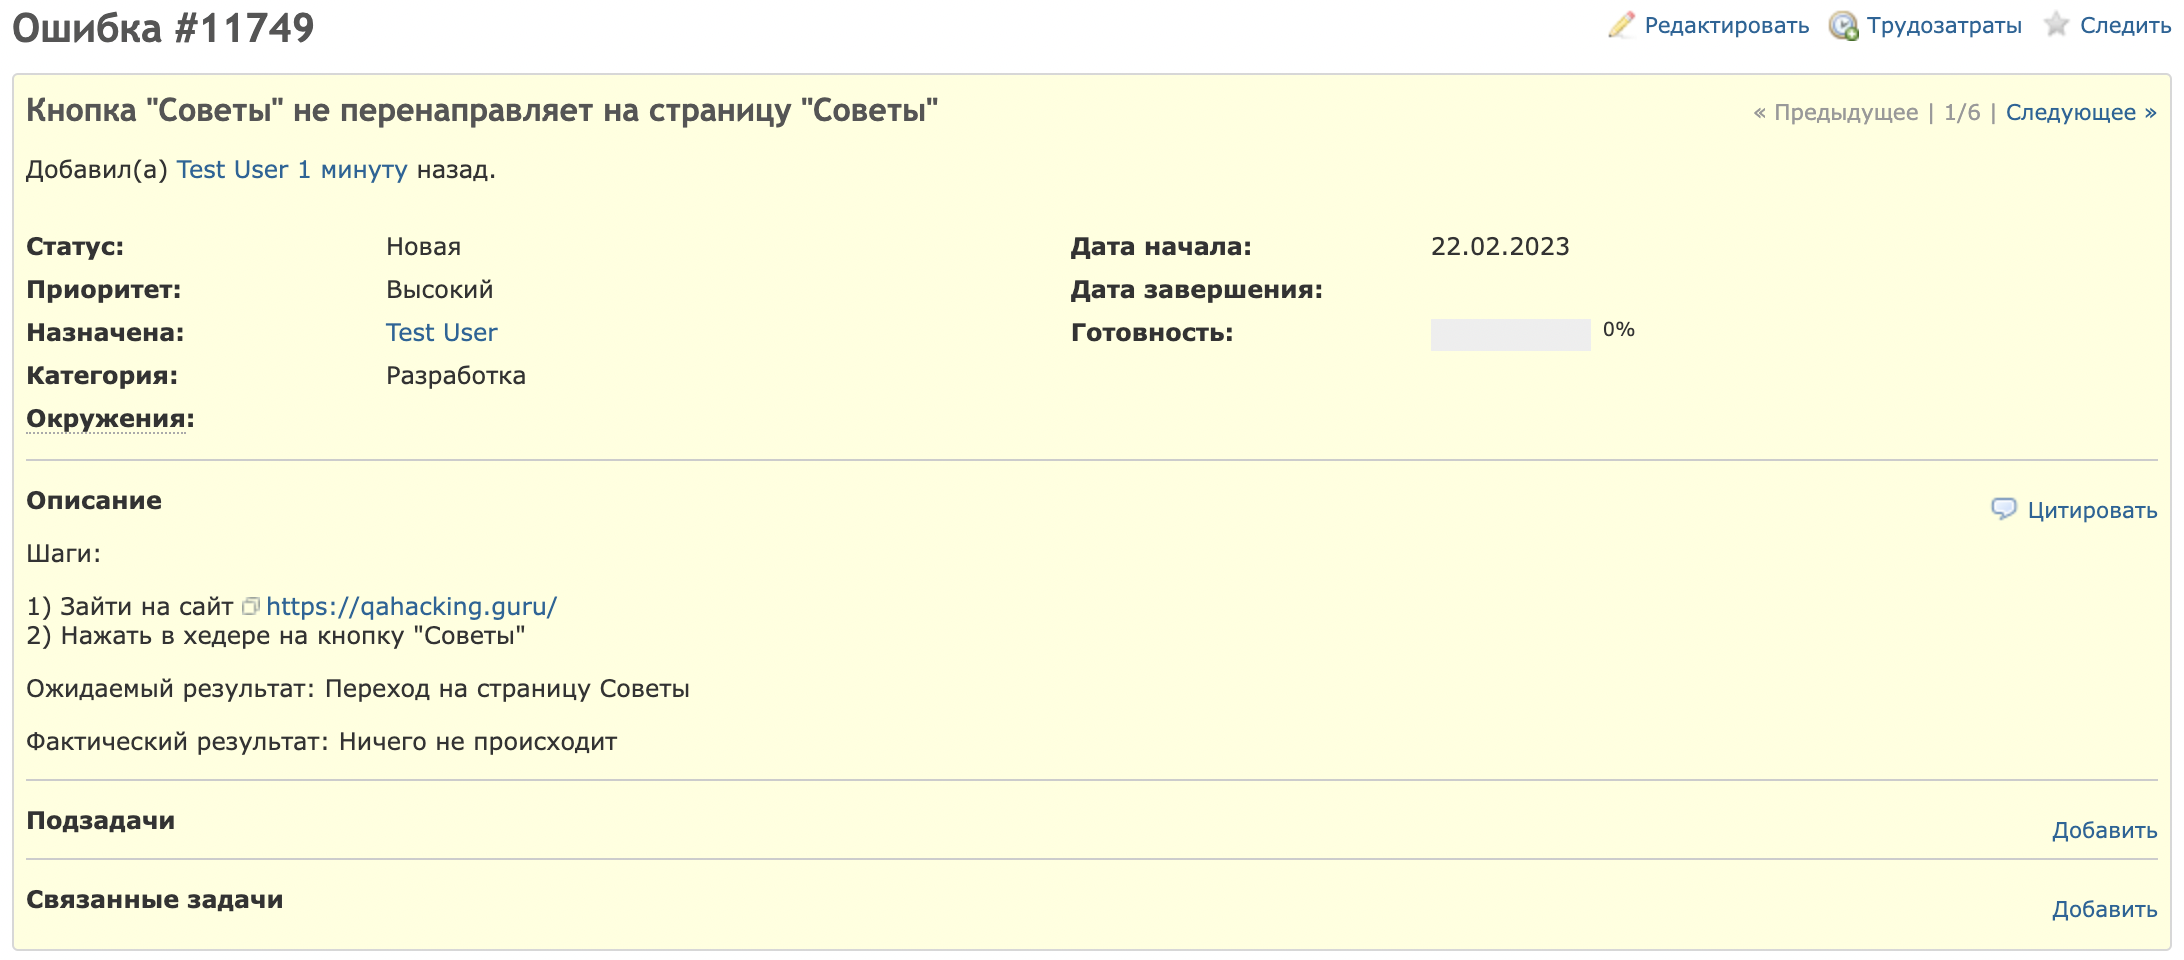 Ошибка #11749
Редактировать Трудозатраты Следить
Кнопка "Советы" не перенаправляет на страницу "Советы"
« Предыдущее | 1/6 | Следующее »
Добавил(а) Test User 1 минуту назад.
Статус: Новая Дата начала: 22.02.2023
Приоритет: Высокий Дата завершения:
Назначена: Test User Готовность: 0%
Категория: Разработка
Окружения:
Описание
Цитировать
Шаги:
1) Зайти на сайт https://qahacking.guru/
2) Нажать в хедере на кнопку "Советы"
Ожидаемый результат: Переход на страницу Советы
Фактический результат: Ничего не происходит
Подзадачи
Добавить
Связанные задачи
Добавить